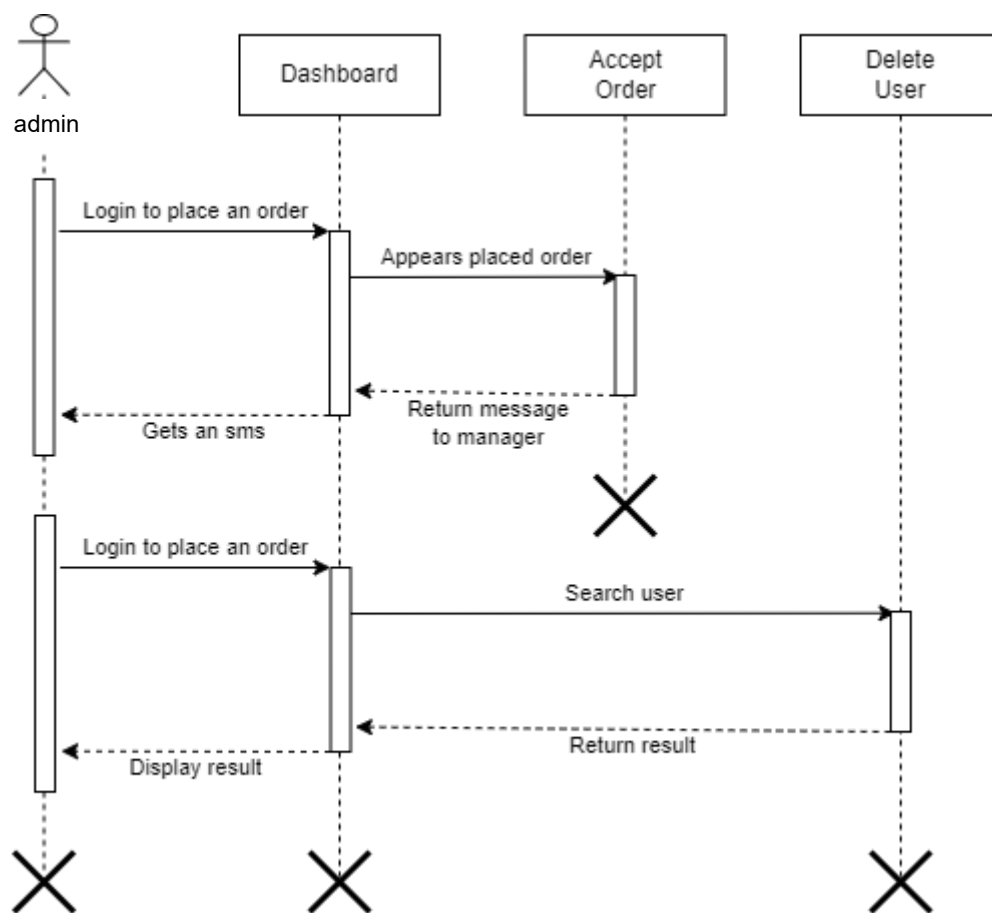 Dashboard
Accept
Order
Delete
User
admin
Login to place an order
Appears placed order
Return message
to manager
Gets an sms
Login to place an order
Search user
Return result
Display result